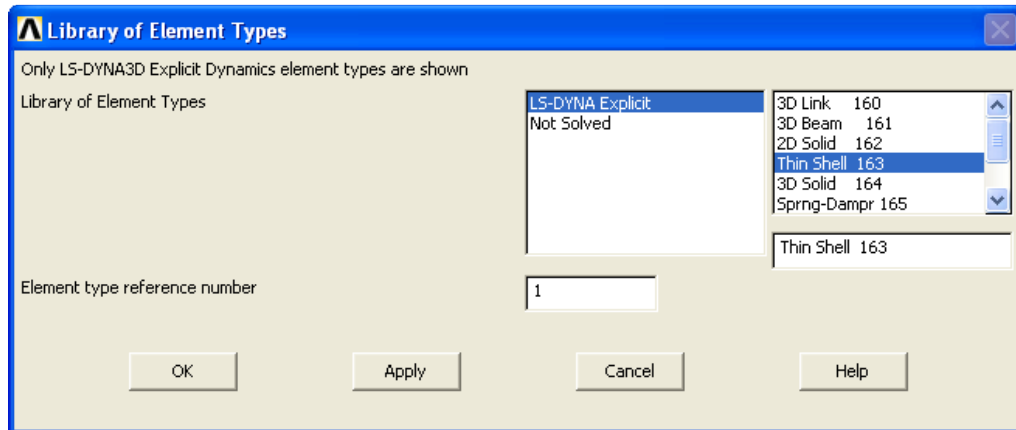 Library of Element Types
Only LS-DYNA3D Explicit Dynamics element types are shown
Library of Element Types
LS-DYNA Explicit
Not Solved
3D Link 160
3D Beam 161
2D Solid 162
Thin Shell 163
3D Solid 164
Sprng-Dampr 165
Thin Shell 163
Element type reference number
1
OK
Apply
Cancel
Help